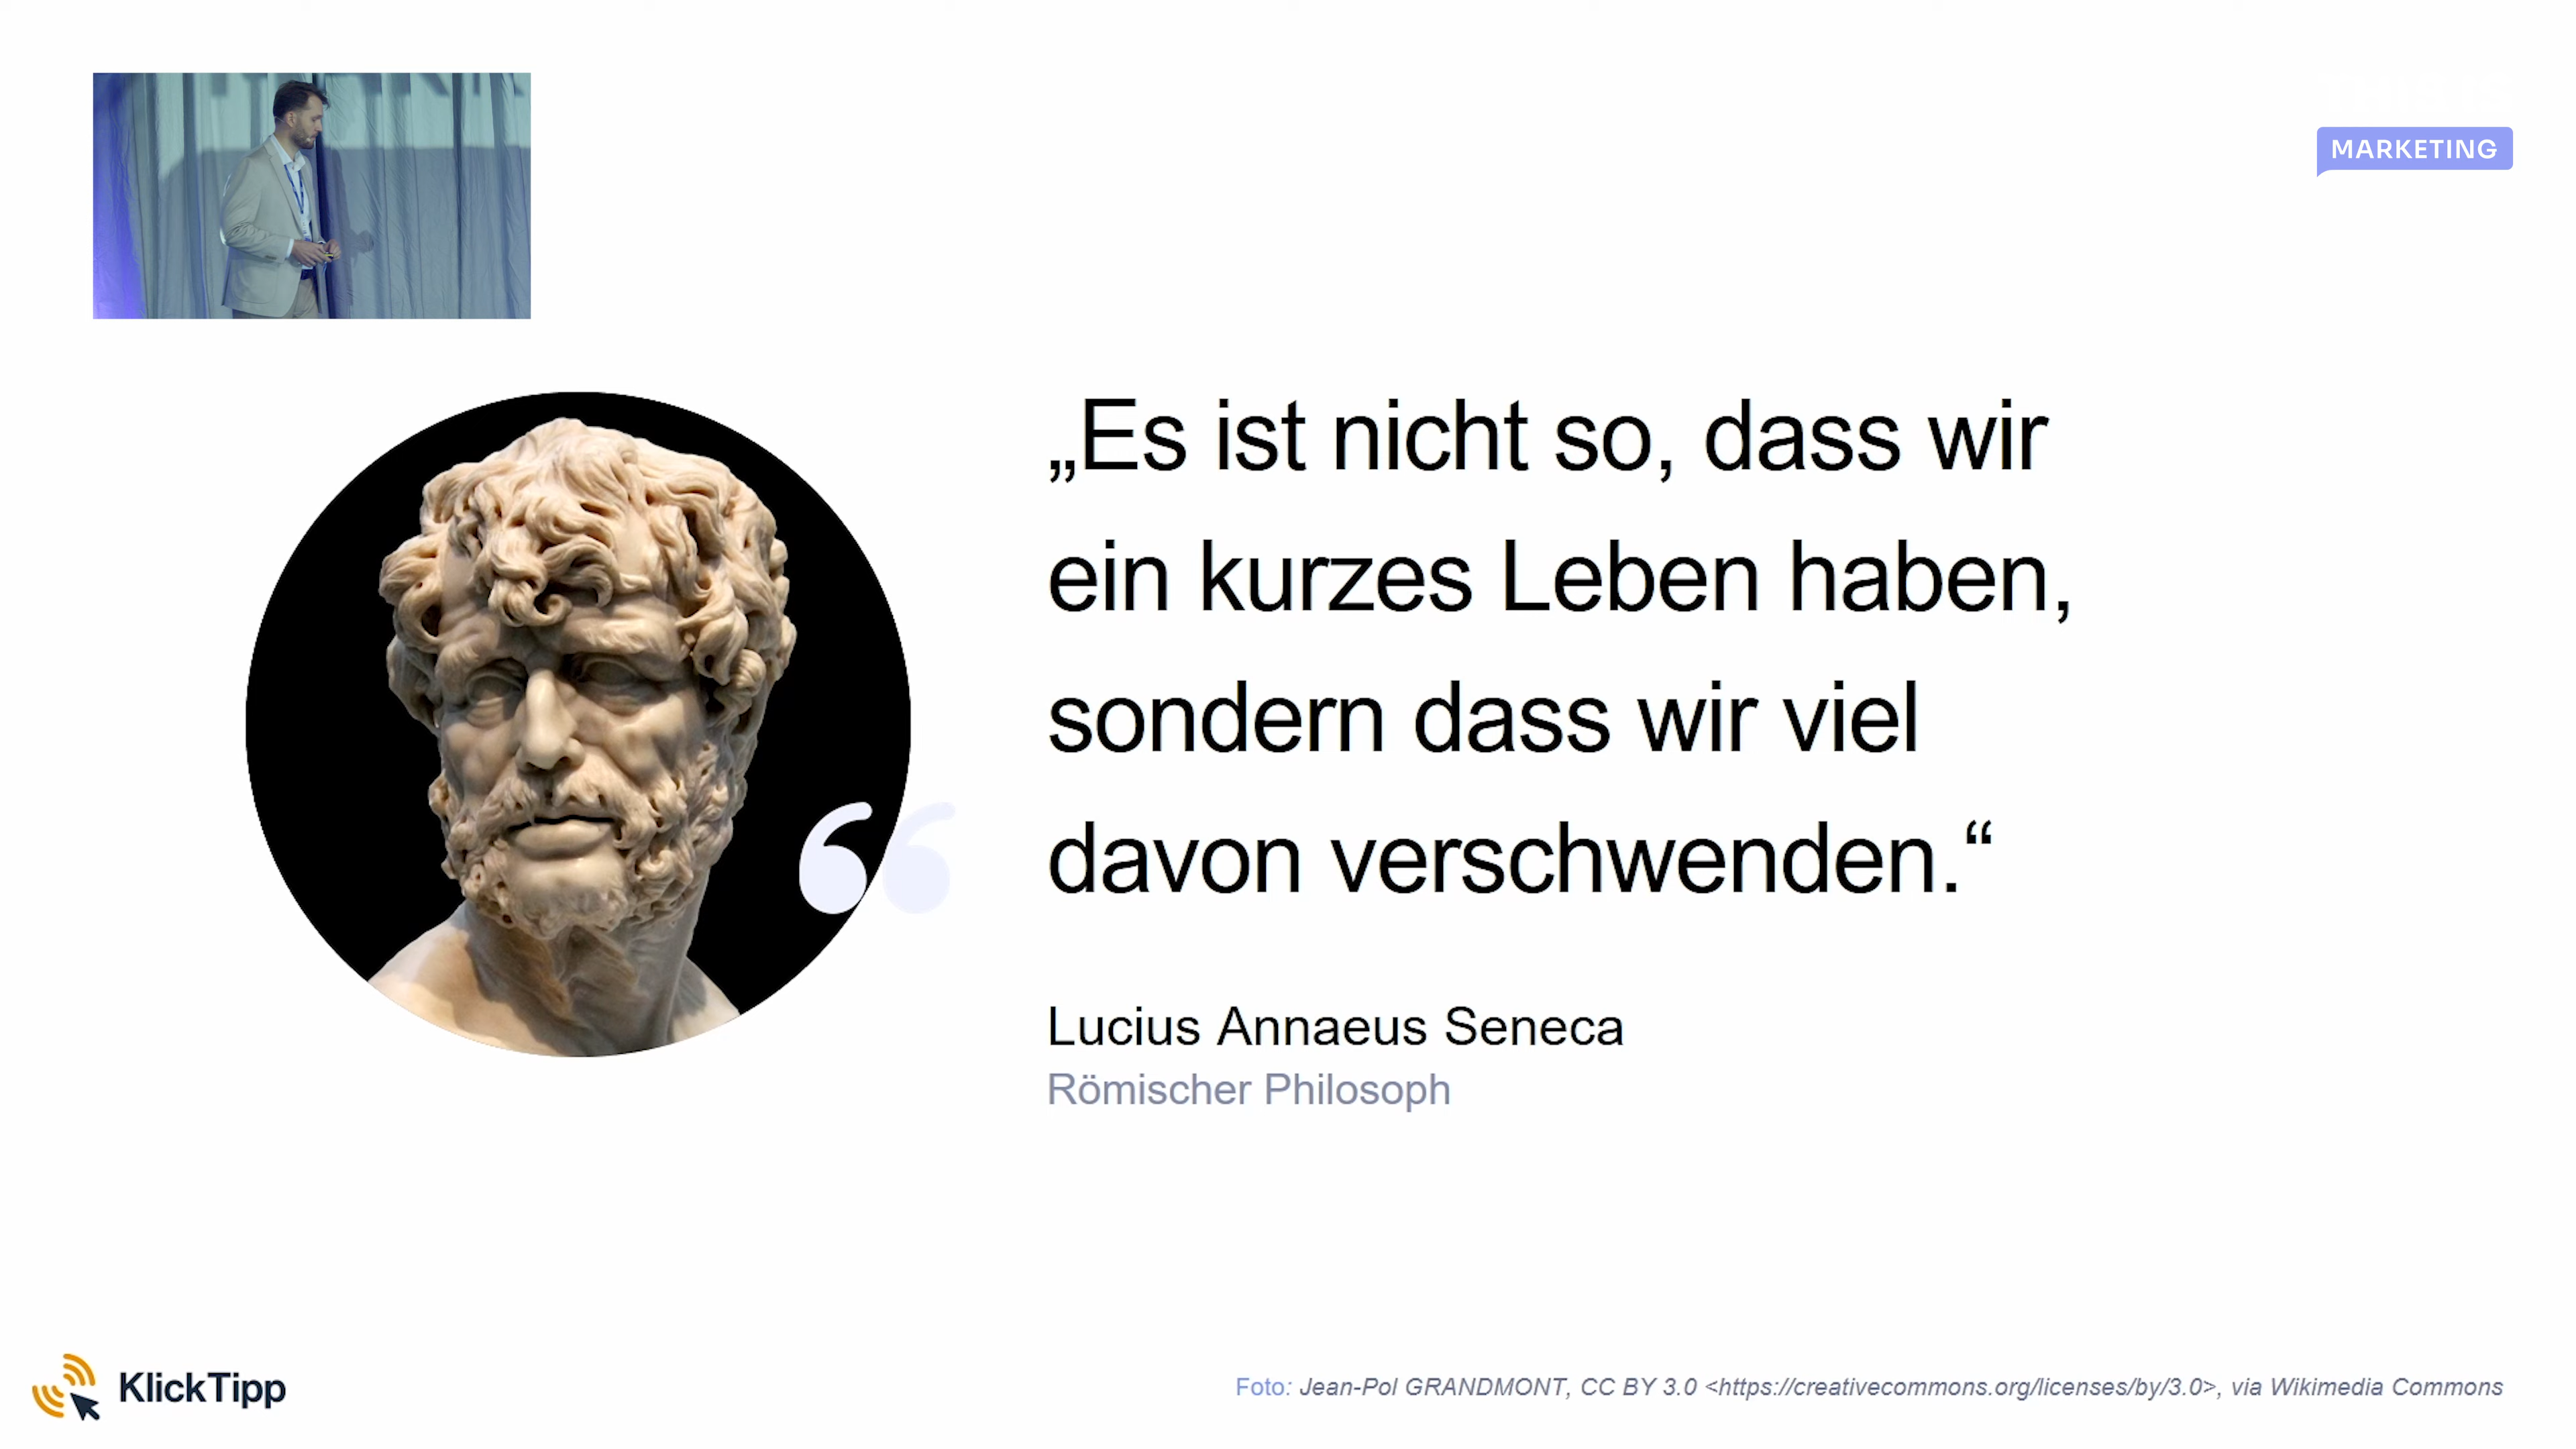 MARKETING
„Es ist nicht so, dass wir
ein kurzes Leben haben,
sondern dass wir viel
davon verschwenden.“
Lucius Annaeus Seneca
Römischer Philosoph
KlickTipp
Foto: Jean-Pol GRANDMONT, CC BY 3.0 <https://creativecommons.org/licenses/by/3.0>, via Wikimedia Commons